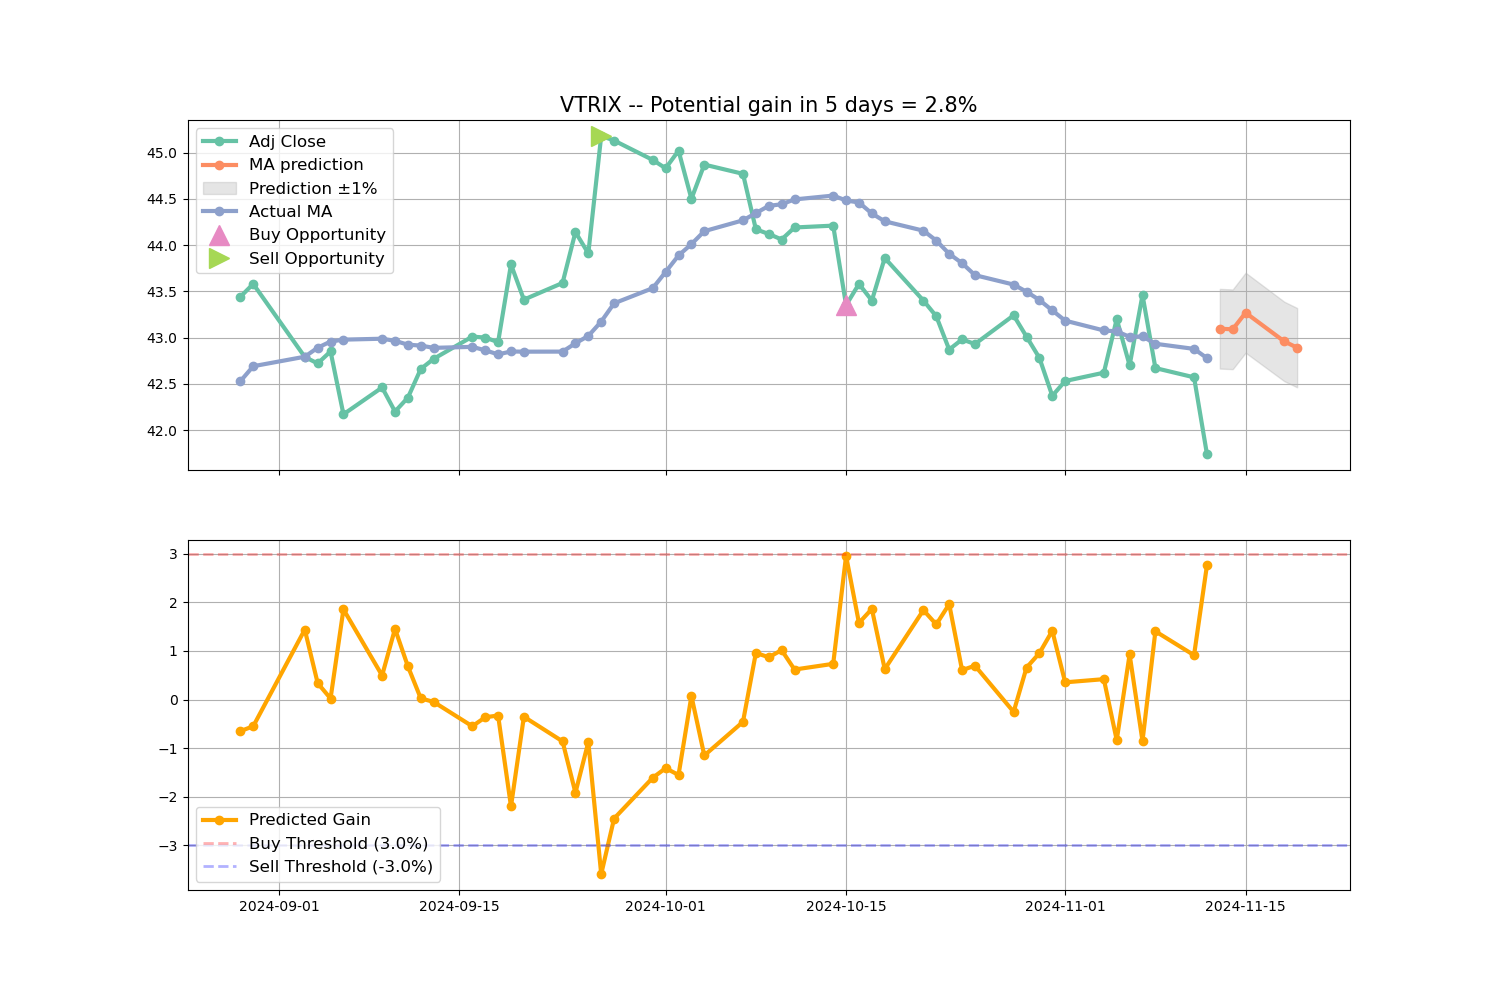 VTRIX -- Potential gain in 5 days = 2.8%
Adj Close
MA prediction
Prediction ±1%
Actual MA
Buy Opportunity
Sell Opportunity
45.0
44.5
44.0
43.5
43.0
42.5
42.0
3
2
1
0
−1
−2
−3
Predicted Gain
Buy Threshold (3.0%)
Sell Threshold (-3.0%)
2024-09-01
2024-09-15
2024-10-01
2024-10-15
2024-11-01
2024-11-15